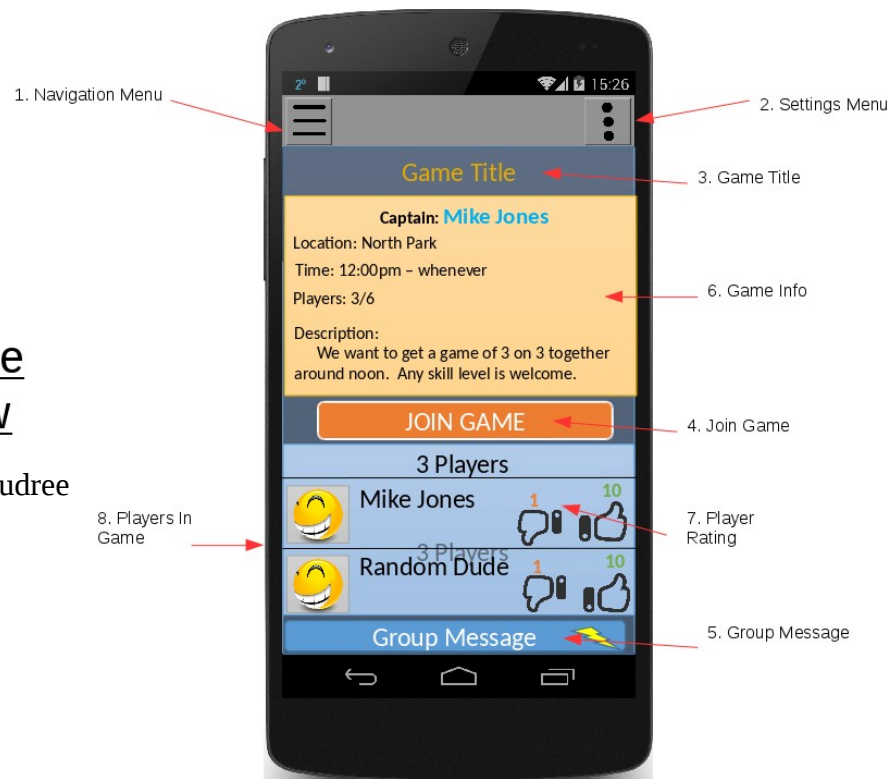 1. Navigation Menu
2. Settings Menu
2°
15:26
Game Title
3. Game Title
Captain: Mike Jones
Location: North Park
Time: 12:00pm – whenever
Players: 3/6
6. Game Info
Description:
We want to get a game of 3 on 3 together
around noon. Any skill level is welcome.
JOIN GAME
4. Join Game
3 Players
Mike Jones
1
10
7. Player
Rating
8. Players In
Game
3 Players
Random Dude
1
10
Group Message
5. Group Message
e
w
udree